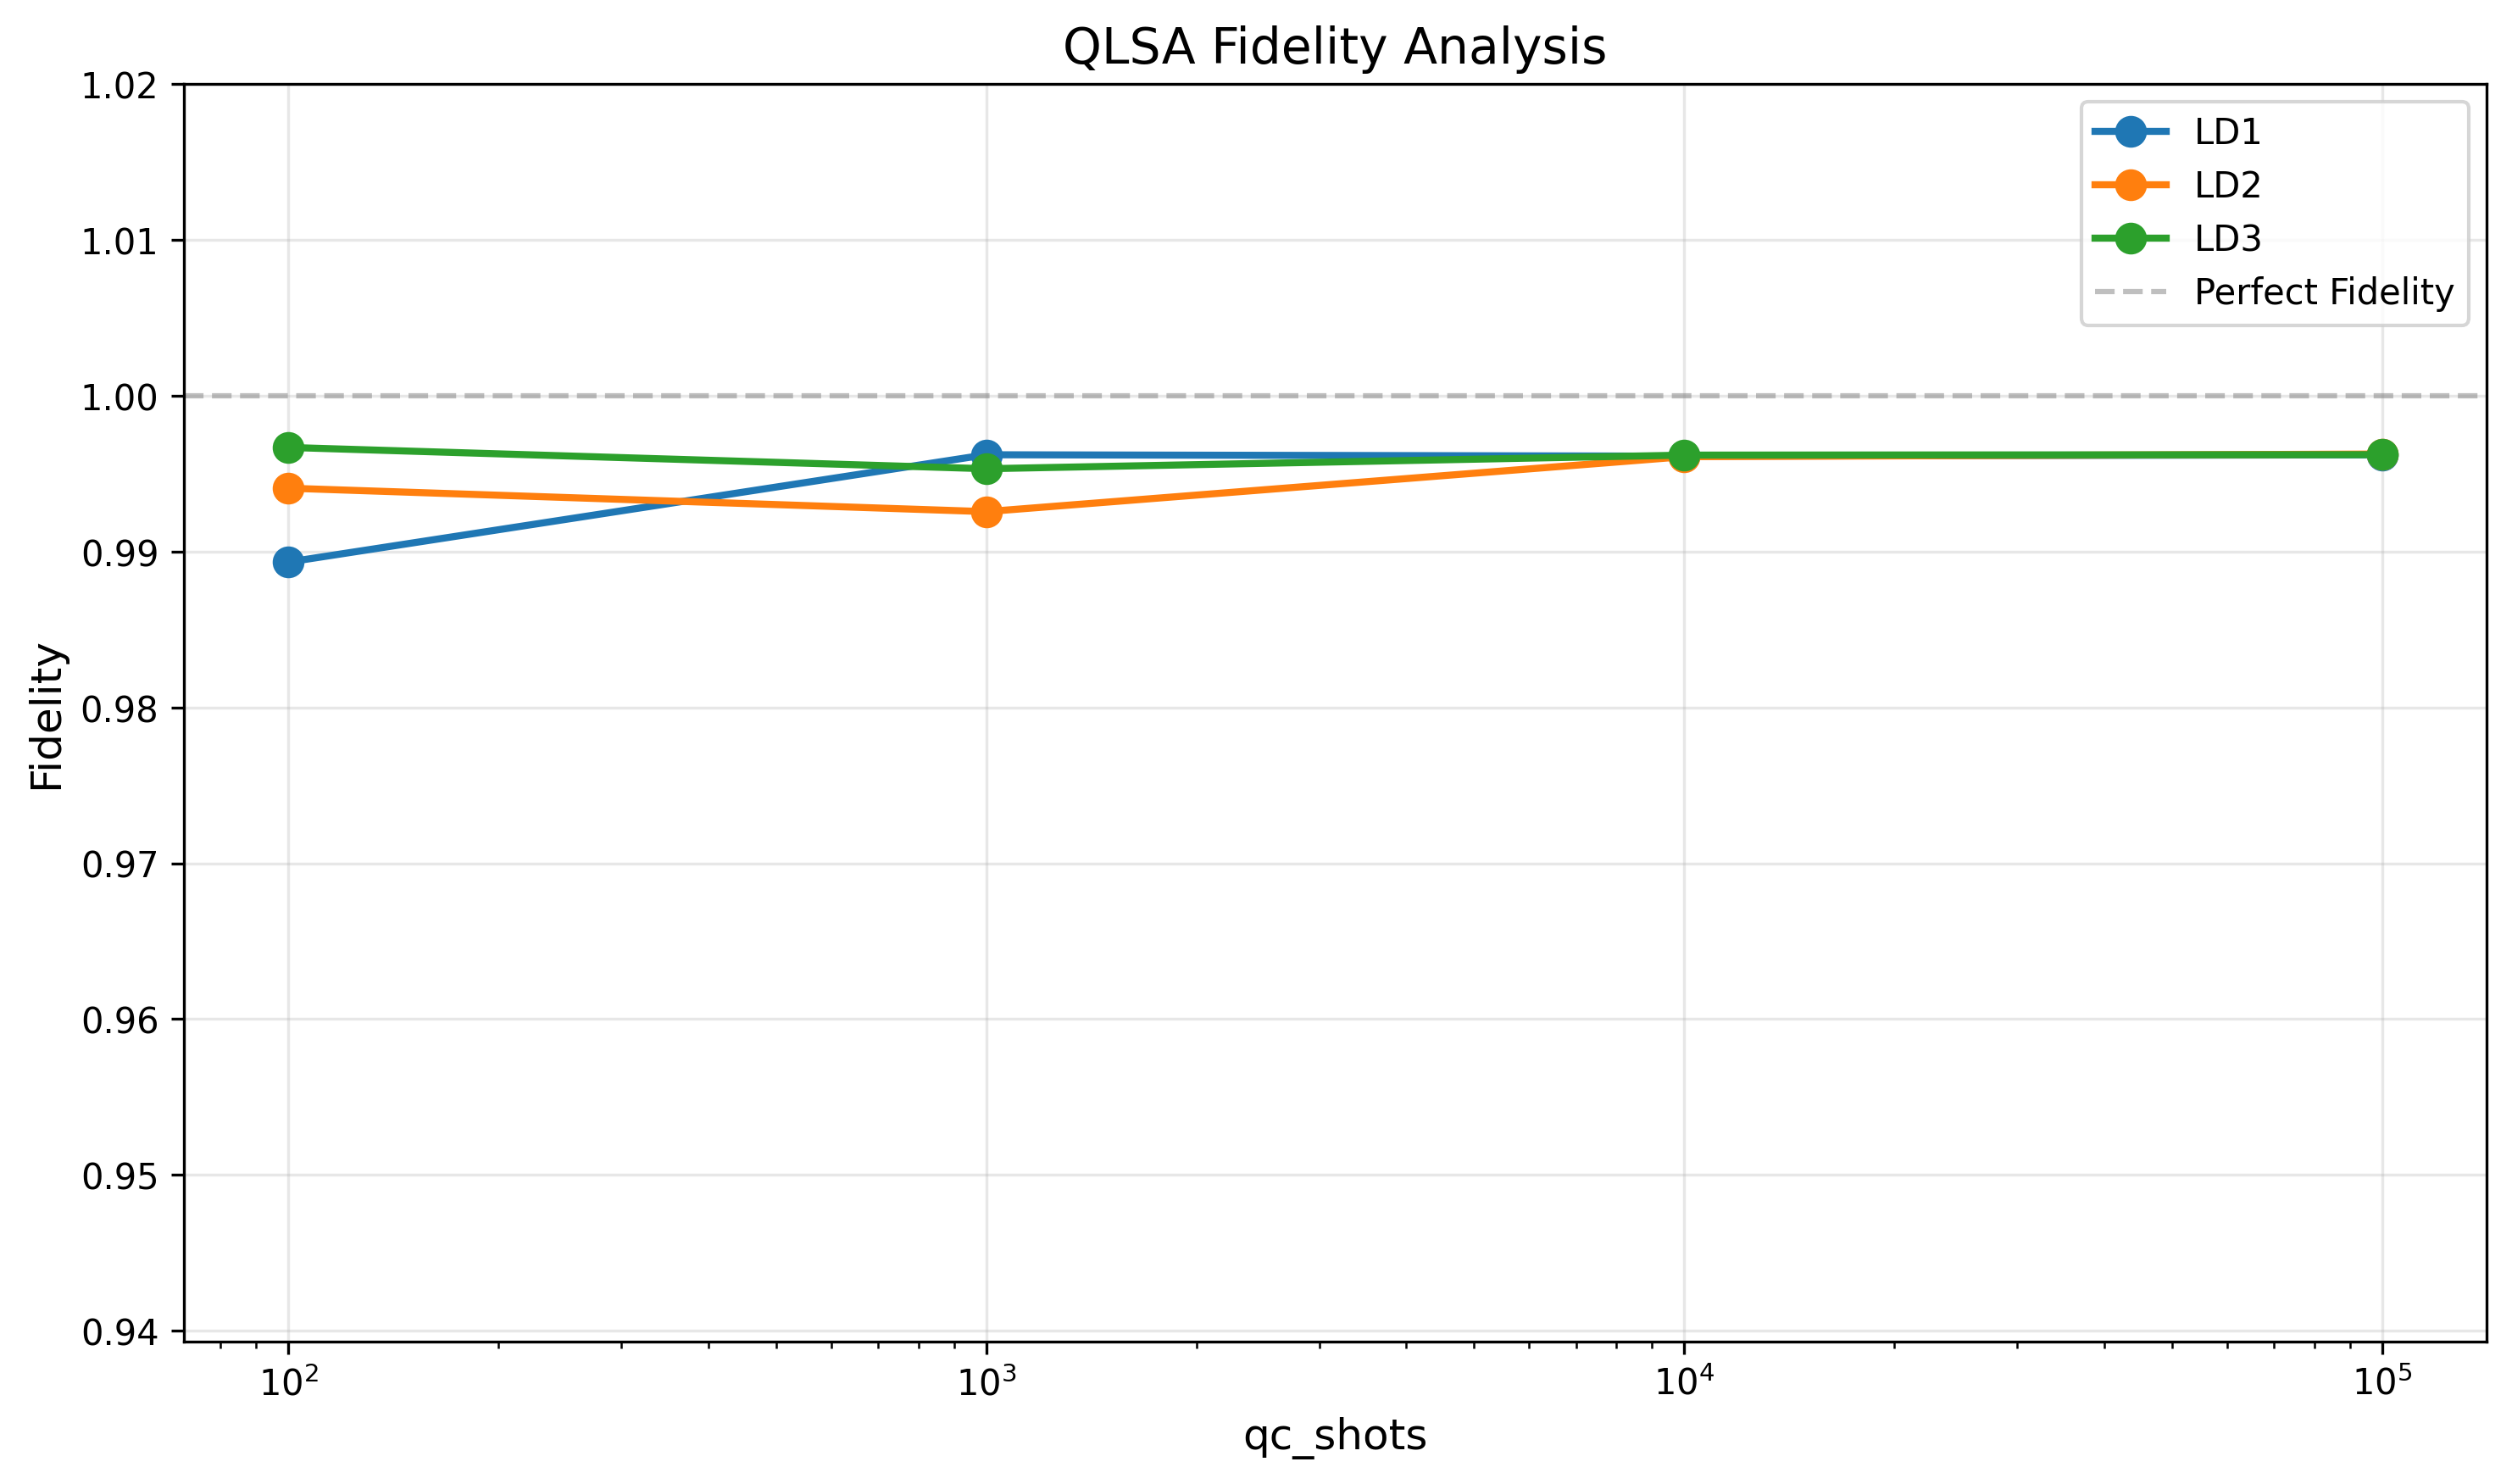 QLSA Fidelity Analysis
1.02
1.01
1.00
0.99
0.98
0.97
0.96
0.95
0.94
Fidelity
LD1
LD2
LD3
Perfect Fidelity
10² 10³ 10⁴ 10⁵
qc_shots